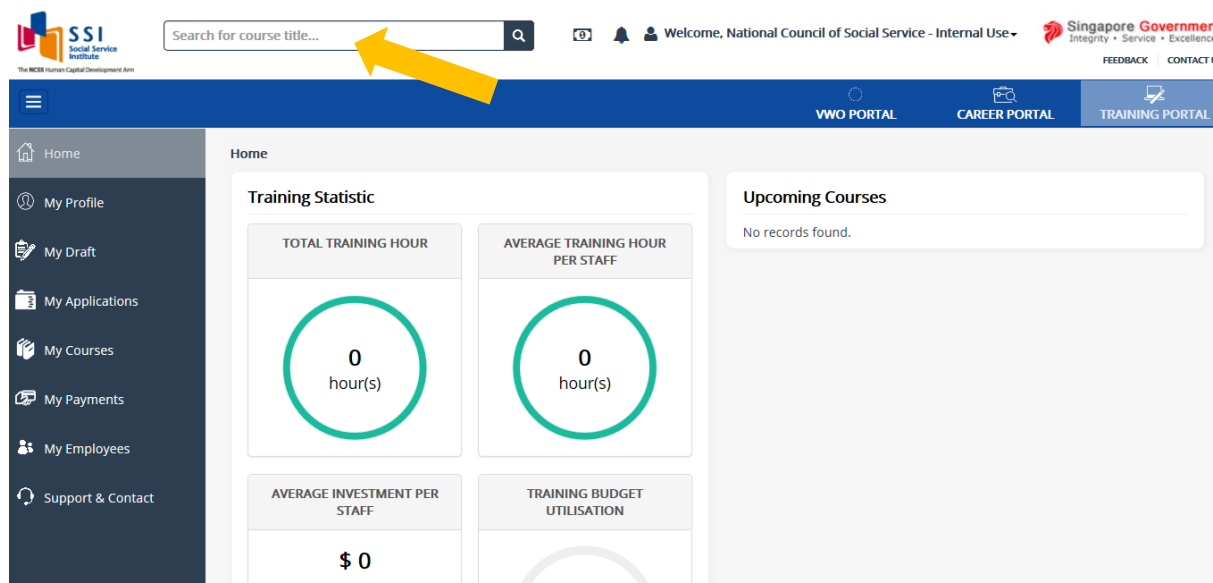 SSI
Social Service
Institute
The NCSS Human Capital Development Arm
Search for course title...
Welcome, National Council of Social Service - Internal Use
Singapore Governmen
Integrity • Service • Excellence
FEEDBACK
CONTACT U
VWO PORTAL
CAREER PORTAL
TRAINING PORTAL
Home
My Profile
My Draft
My Applications
My Courses
My Payments
My Employees
Support & Contact
Home
Training Statistic
TOTAL TRAINING HOUR
0
hour(s)
AVERAGE TRAINING HOUR
PER STAFF
0
hour(s)
AVERAGE INVESTMENT PER
STAFF
$ 0
TRAINING BUDGET
UTILISATION
Upcoming Courses
No records found.